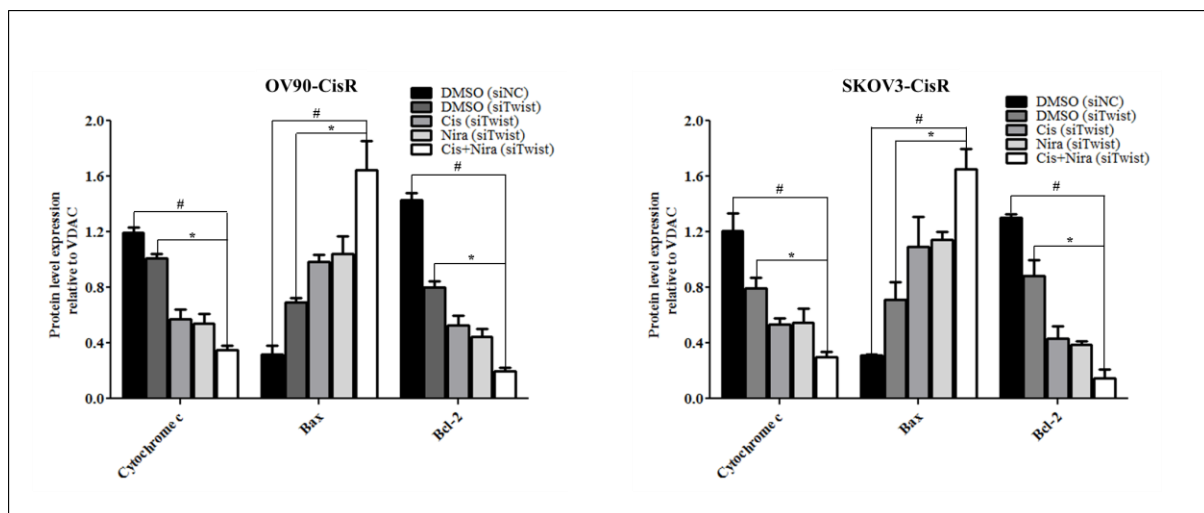 OV90-CisR
DMSO (siNC)
DMSO (siTwist)
Cis (siTwist)
Nira (siTwist)
Cis+Nira (siTwist)
Protein level expression
relative to VDAC
2.0
1.6
1.2
0.8
0.4
0.0
#
*
#
*
#
*
Cytochrome c
Bax
Bcl-2
SKOV3-CisR
DMSO (siNC)
DMSO (siTwist)
Cis (siTwist)
Nira (siTwist)
Cis+Nira (siTwist)
Protein level expression
relative to VDAC
2.0
1.6
1.2
0.8
0.4
0.0
#
*
#
*
#
*
Cytochrome c
Bax
Bcl-2